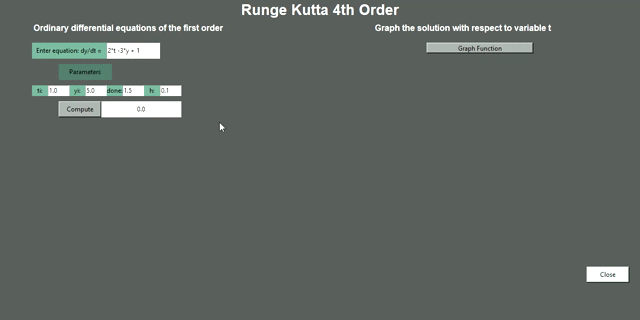 Runge Kutta 4th Order
Ordinary differential equations of the first order
Graph the solution with respect to variable t
Enter equation: dy/dt = 2*t -3*y + 1
Graph Function
Parameters
ti: 1.0 yi: 5.0 done: 1.5 h: 0.1
Compute 0.0
Close